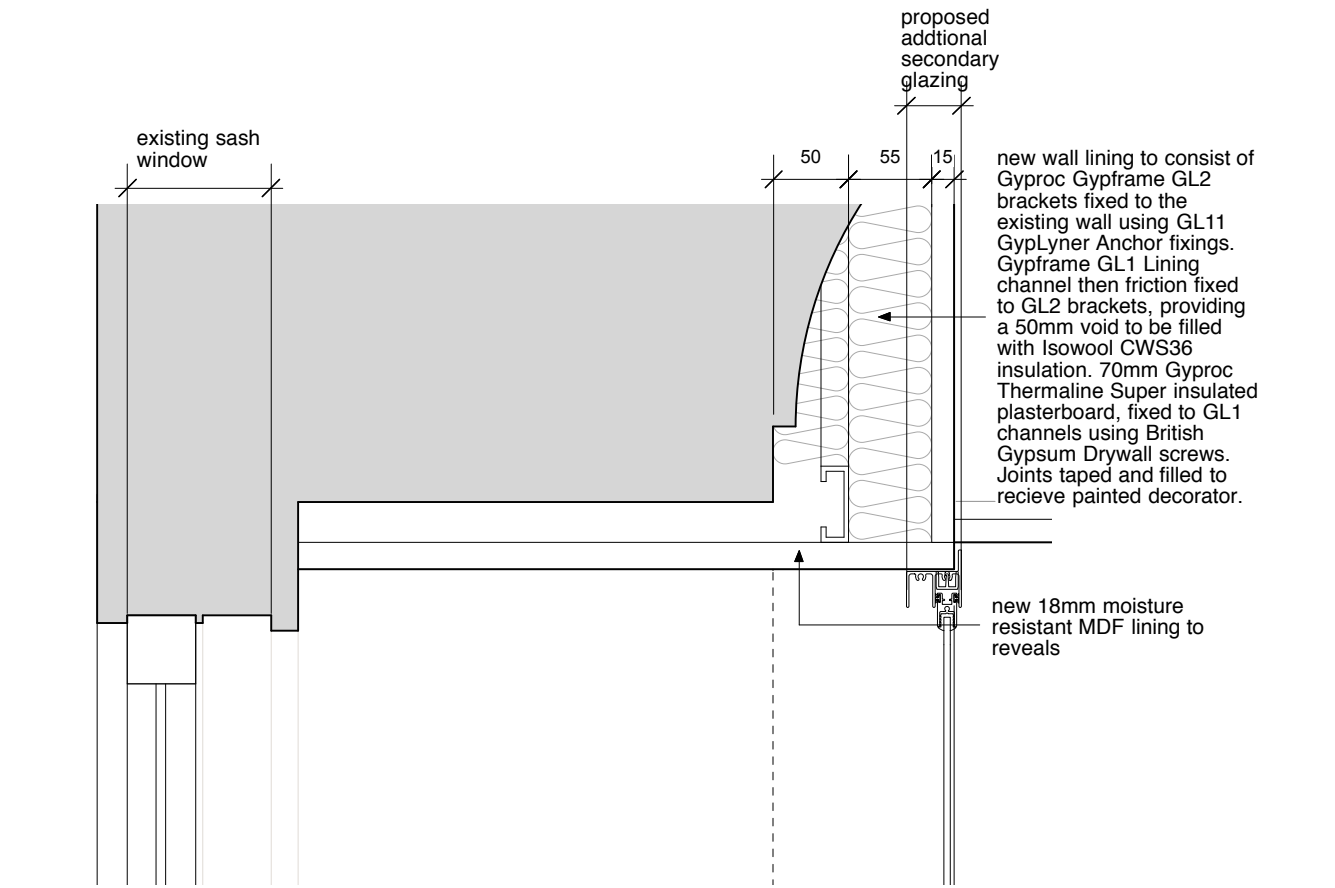 proposed
addtional
secondary
glazing
existing sash
window
50
55
15
new wall lining to consist of
Gyproc Gypframe GL2
brackets fixed to the
existing wall using GL11
GypLyner Anchor fixings.
Gypframe GL1 Lining
channel then friction fixed
to GL2 brackets, providing
a 50mm void to be filled
with Isowool CWS36
insulation. 70mm Gyproc
Thermaline Super insulated
plasterboard, fixed to GL1
channels using British
Gypsum Drywall screws.
Joints taped and filled to
recieve painted decorator.
new 18mm moisture
resistant MDF lining to
reveals